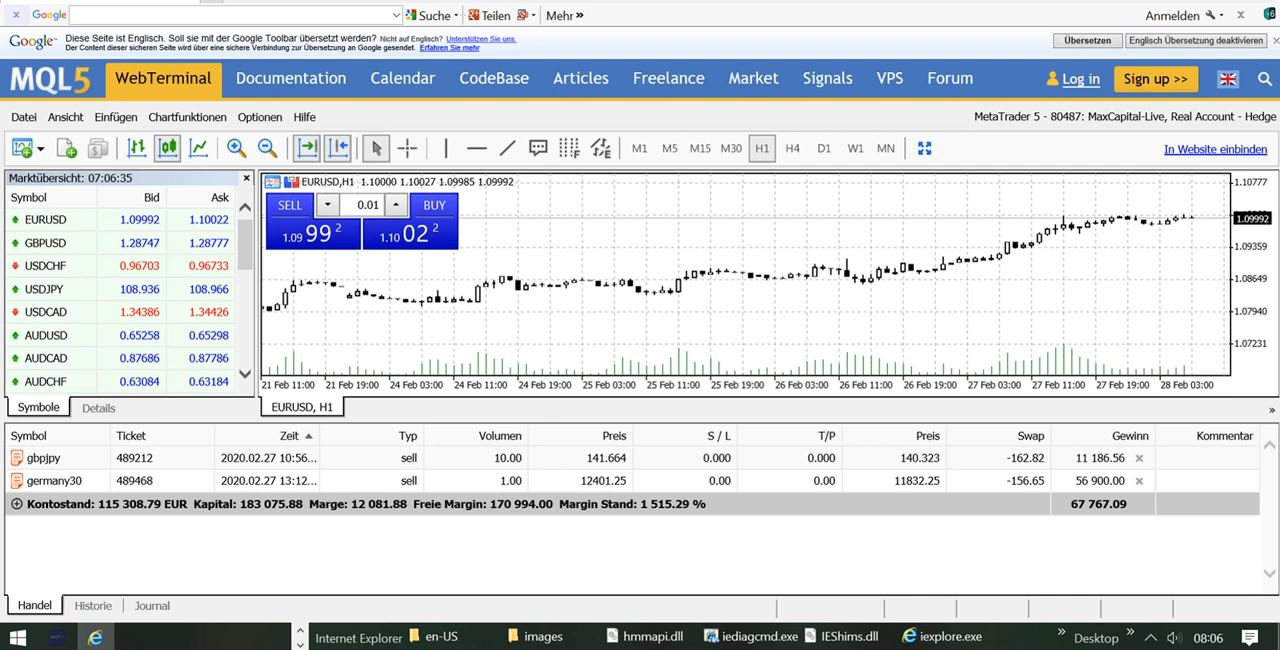 x Google Suche Teilen Mehr » Anmelden x
Google Diese Seite ist Englisch. Soll sie mit der Google Toolbar übersetzt werden? Nicht auf Englisch? Unterstützen Sie uns. Übersetzen Englisch Übersetzung deaktivieren x
Der Content dieser sicheren Seite wird über eine sichere Verbindung zur Übersetzung an Google gesendet. Erfahren Sie mehr
MQL5 WebTerminal Documentation Calendar CodeBase Articles Freelance Market Signals VPS Forum Log in Sign up >>
Datei Ansicht Einfügen Chartfunktionen Optionen Hilfe MetaTrader 5 - 80487: MaxCapital-Live, Real Account - Hedge
M1 M5 M15 M30 H1 H4 D1 W1 MN In Website einbinden
Marktübersicht: 07:06:35 x
Symbol Bid Ask
EURUSD 1.09992 1.10022
GBPUSD 1.28747 1.28777
USDCHF 0.96703 0.96733
USDJPY 108.936 108.966
USDCAD 1.34386 1.34426
AUDUSD 0.65258 0.65298
AUDCAD 0.87686 0.87786
AUDCHF 0.63084 0.63184
Symbole Details
EURUSD,H1 1.10000 1.10027 1.09985 1.09992
SELL 0.01 BUY
1.09 99 2 1.10 02 2
1.10777
1.09992
1.09359
1.08649
1.07940
1.07231
21 Feb 11:00 21 Feb 19:00 24 Feb 03:00 24 Feb 11:00 24 Feb 19:00 25 Feb 03:00 25 Feb 11:00 25 Feb 19:00 26 Feb 03:00 26 Feb 11:00 26 Feb 19:00 27 Feb 03:00 27 Feb 11:00 27 Feb 19:00 28 Feb 03:00
EURUSD, H1 »
Symbol Ticket Zeit Typ Volumen Preis S / L T/P Preis Swap Gewinn Kommentar
gbpjpy 489212 2020.02.27 10:56... sell 10.00 141.664 0.000 0.000 140.323 -162.82 11 186.56 x
germany30 489468 2020.02.27 13:12... sell 1.00 12401.25 0.00 0.00 11832.25 -156.65 56 900.00 x
Kontostand: 115 308.79 EUR Kapital: 183 075.88 Marge: 12 081.88 Freie Margin: 170 994.00 Margin Stand: 1 515.29 % 67 767.09
Handel Historie Journal
Internet Explorer en-US images hmmapi.dll iediagcmd.exe IEShims.dll iexplore.exe » Desktop » 08:06